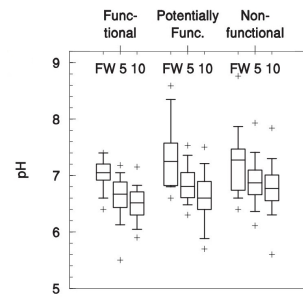 Func-
tional
Potentially
Func.
Non-
functional
FW 5 10
FW 5 10
FW 5 10
9
8
7
6
5
pH